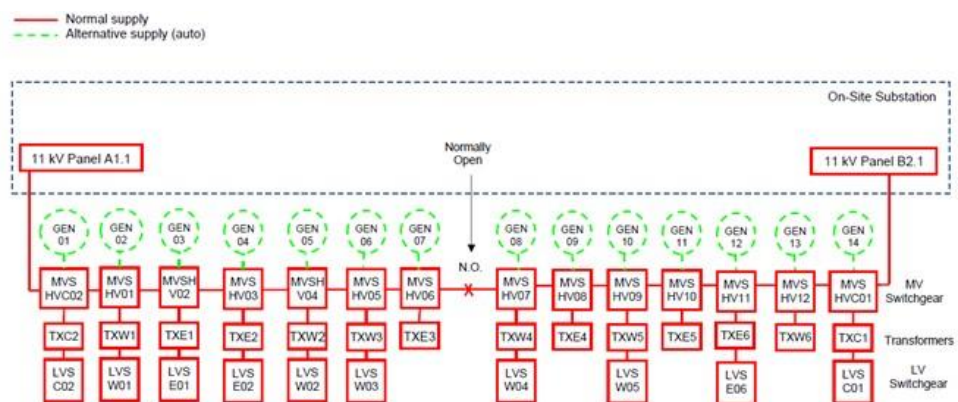 Normal supply
Alternative supply (auto)
On-Site Substation
11 kV Panel A1.1
Normally
Open
11 kV Panel B2.1
GEN
01
GEN
02
GEN
03
GEN
04
GEN
05
GEN
06
GEN
07
GEN
08
GEN
09
GEN
10
GEN
11
GEN
12
GEN
13
GEN
14
N.O.
MVS
HVC02
MVS
HV01
MVSH
V02
MVS
HV03
MVSH
V04
MVS
HV05
MVS
HV06
MVS
HV07
MVS
HV08
MVS
HV09
MVS
HV10
MVS
HV11
MVS
HV12
MVS
HVC01
MV
Switchgear
TXC2
TXW1
TXE1
TXE2
TXW2
TXW3
TXE3
TXW4
TXE4
TXW5
TXE5
TXE6
TXW6
TXC1
Transformers
LVS
C02
LVS
W01
LVS
E01
LVS
E02
LVS
W02
LVS
W03
LVS
W04
LVS
W05
LVS
E06
LVS
C01
LV
Switchgear